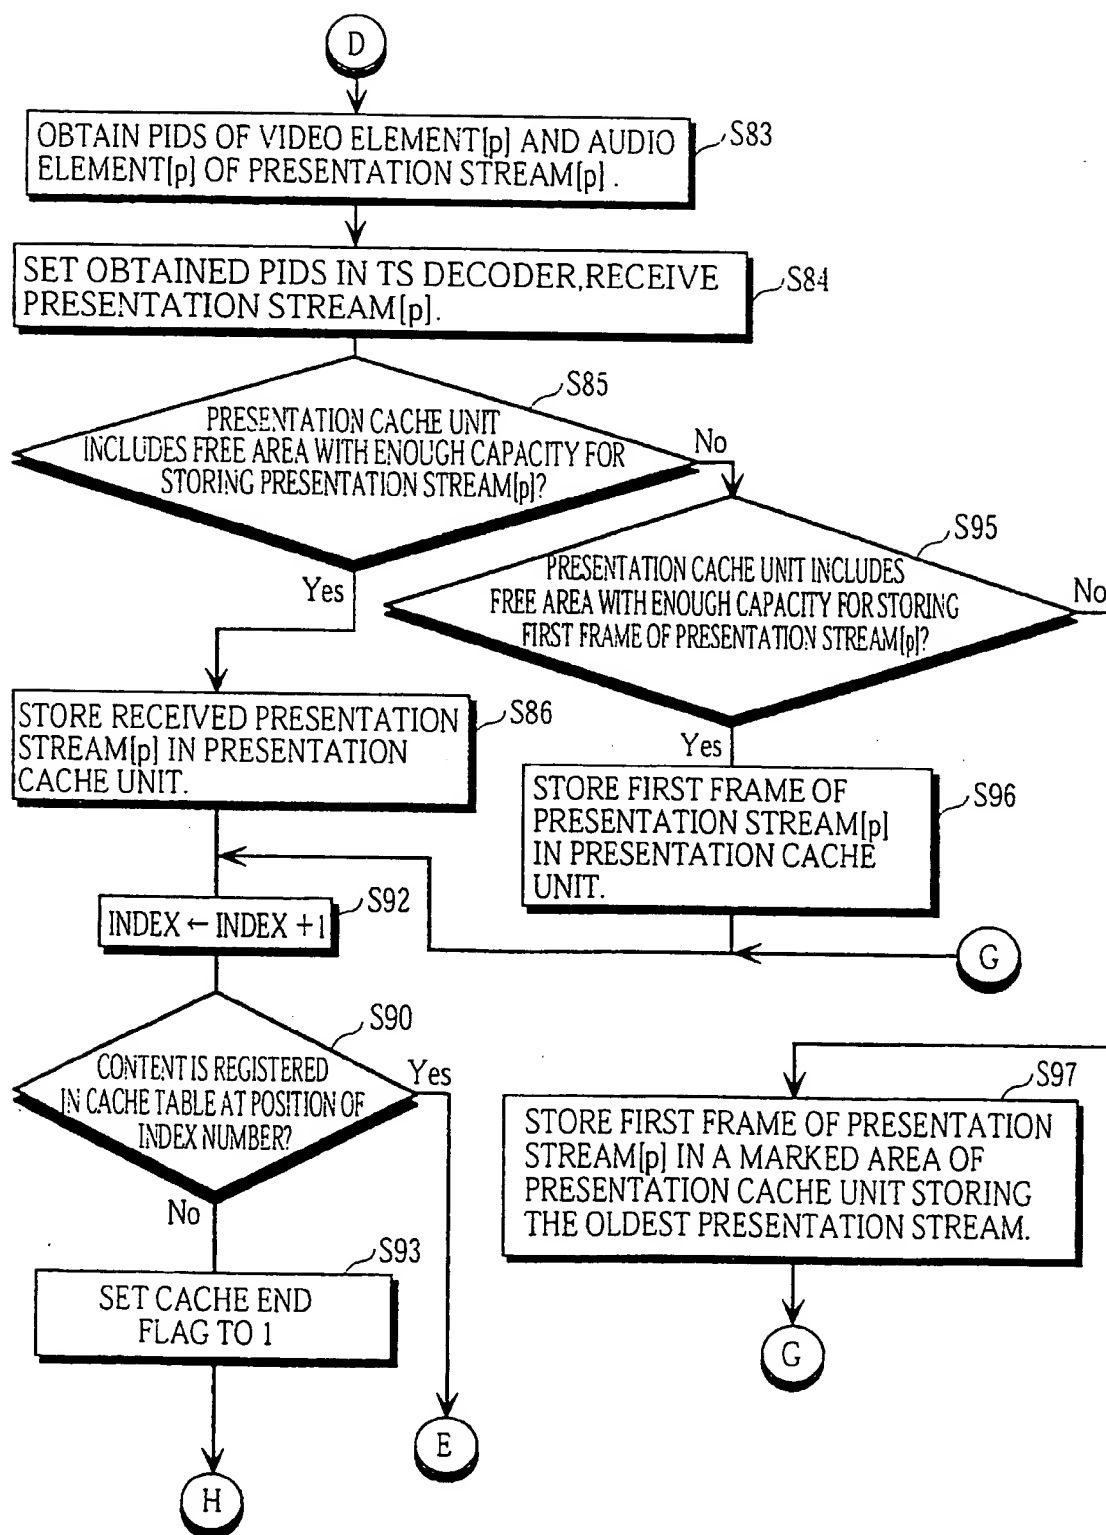 D
OBTAIN PIDS OF VIDEO ELEMENT[p] AND AUDIO
ELEMENT[p] OF PRESENTATION STREAM[p] .
S83
SET OBTAINED PIDS IN TS DECODER,RECEIVE
PRESENTATION STREAM[p].
S84
S85
PRESENTATION CACHE UNIT
INCLUDES FREE AREA WITH ENOUGH CAPACITY FOR
STORING PRESENTATION STREAM[p]?
No
Yes
S95
PRESENTATION CACHE UNIT INCLUDES
FREE AREA WITH ENOUGH CAPACITY FOR STORING
FIRST FRAME OF PRESENTATION STREAM[p]?
No
Yes
STORE RECEIVED PRESENTATION
STREAM[p] IN PRESENTATION
CACHE UNIT.
S86
STORE FIRST FRAME OF
PRESENTATION STREAM[p]
IN PRESENTATION CACHE
UNIT.
S96
INDEX ← INDEX +1
S92
G
S90
CONTENT IS REGISTERED
IN CACHE TABLE AT POSITION OF
INDEX NUMBER?
Yes
No
S97
STORE FIRST FRAME OF PRESENTATION
STREAM[p] IN A MARKED AREA OF
PRESENTATION CACHE UNIT STORING
THE OLDEST PRESENTATION STREAM.
S93
SET CACHE END
FLAG TO 1
G
E
H